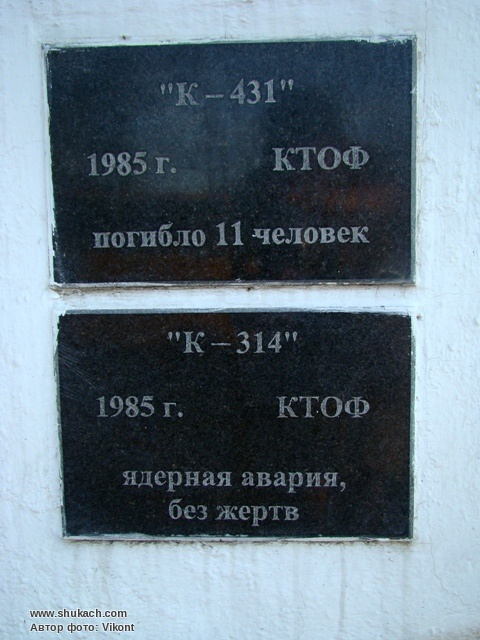 "К – 431"
1985 г. КТОФ
погибло 11 человек
"К – 314"
1985 г. КТОФ
ядерная авария,
без жертв
www.shukach.com
Автор фото: Vikont